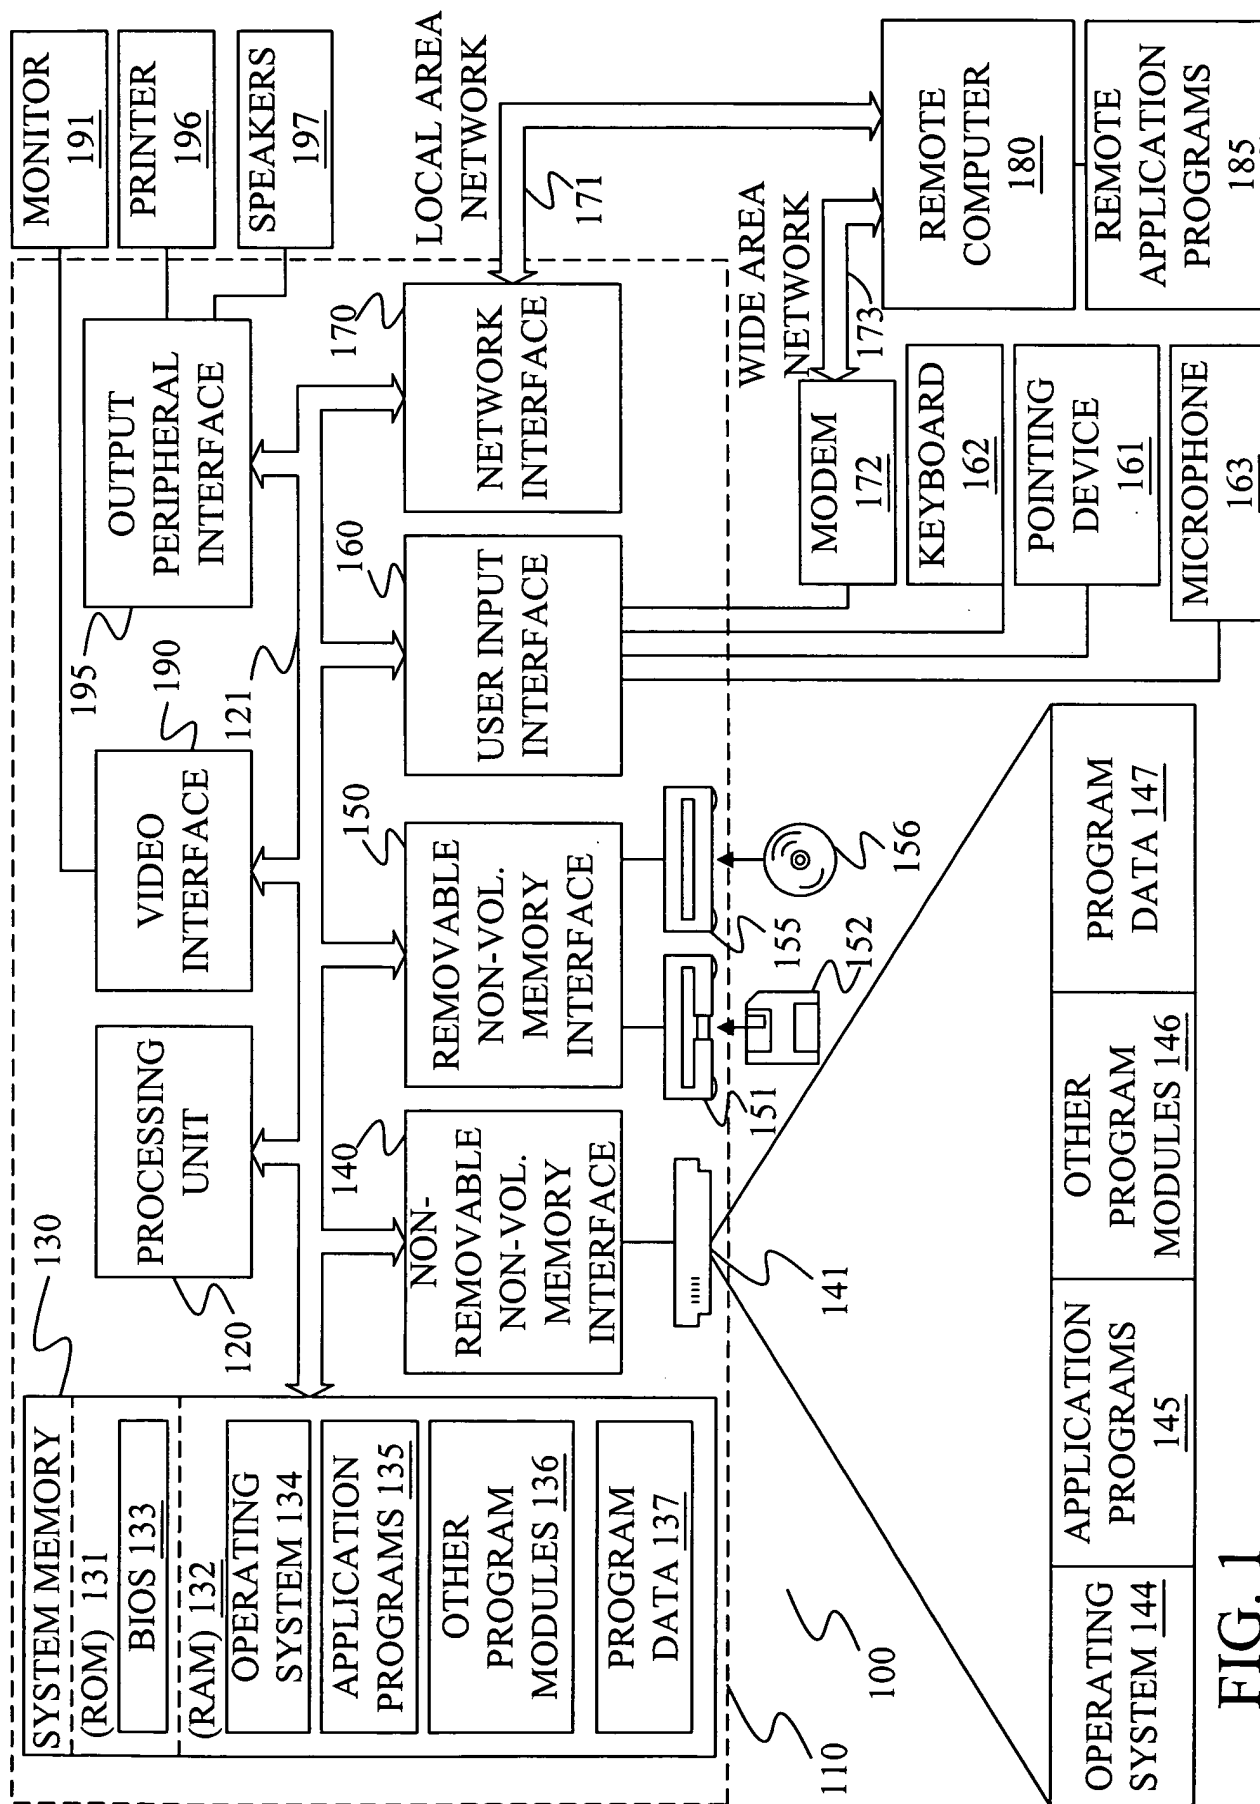 SYSTEM MEMORY
130
(ROM) 131
BIOS 133
(RAM) 132
OPERATING
SYSTEM 134
APPLICATION
PROGRAMS 135
OTHER
PROGRAM
MODULES 136
PROGRAM
DATA 137
PROCESSING
UNIT
120
VIDEO
INTERFACE
190
121
OUTPUT
PERIPHERAL
INTERFACE
195
MONITOR
191
PRINTER
196
SPEAKERS
197
NON-
REMOVABLE
NON-VOL.
MEMORY
INTERFACE
140
REMOVABLE
NON-VOL.
MEMORY
INTERFACE
150
USER INPUT
INTERFACE
160
NETWORK
INTERFACE
170
LOCAL AREA
NETWORK
171
141
151
152
155
156
WIDE AREA
NETWORK
173
MODEM
172
KEYBOARD
162
POINTING
DEVICE
161
MICROPHONE
163
REMOTE
COMPUTER
180
REMOTE
APPLICATION
PROGRAMS
185
110
100
OPERATING
SYSTEM 144
APPLICATION
PROGRAMS
145
OTHER
PROGRAM
MODULES 146
PROGRAM
DATA 147
FIG. 1